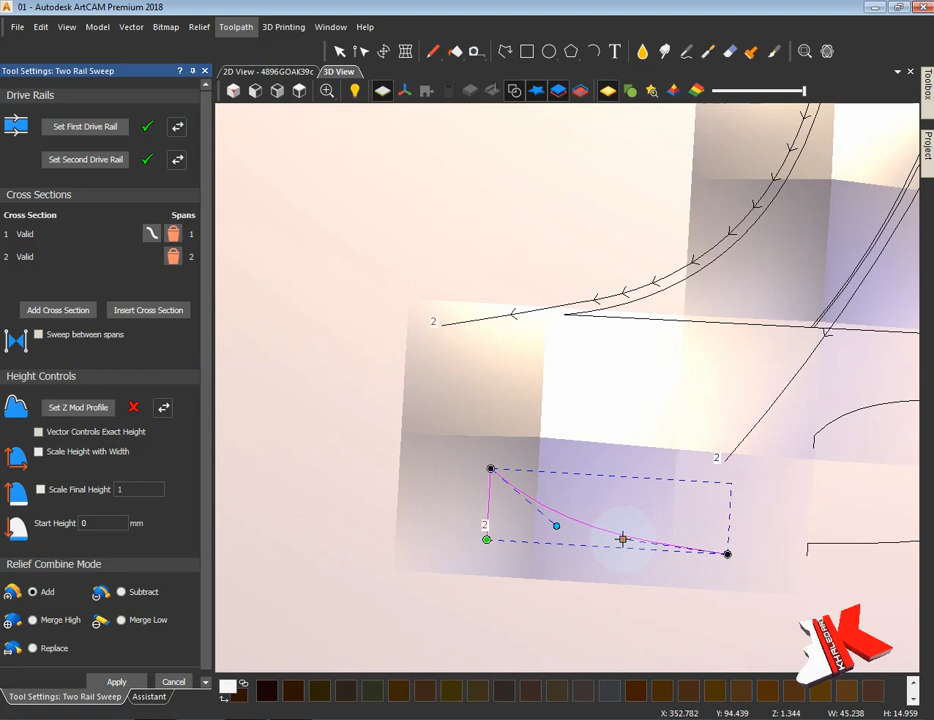 01 - Autodesk ArtCAM Premium 2018
File Edit View Model Vector Bitmap Relief Toolpath 3D Printing Window Help
Tool Settings: Two Rail Sweep ?
2D View - 4896GOAK39c 3D View
Drive Rails
Set First Drive Rail
Set Second Drive Rail
Cross Sections
Cross Section Spans
1 Valid 1
2 Valid 2
Add Cross Section Insert Cross Section
Sweep between spans
Height Controls
Set Z Mod Profile
Vector Controls Exact Height
Scale Height with Width
Scale Final Height 1
Start Height 0 mm
Relief Combine Mode
Add Subtract
Merge High Merge Low
Replace
Apply Cancel
Tool Settings: Two Rail Sweep Assistant
2
2
2
Toolbox
Project
KHALEDARO
X: 352.782 Y: 94.439 Z: 1.344 W: 45.238 H: 14.959